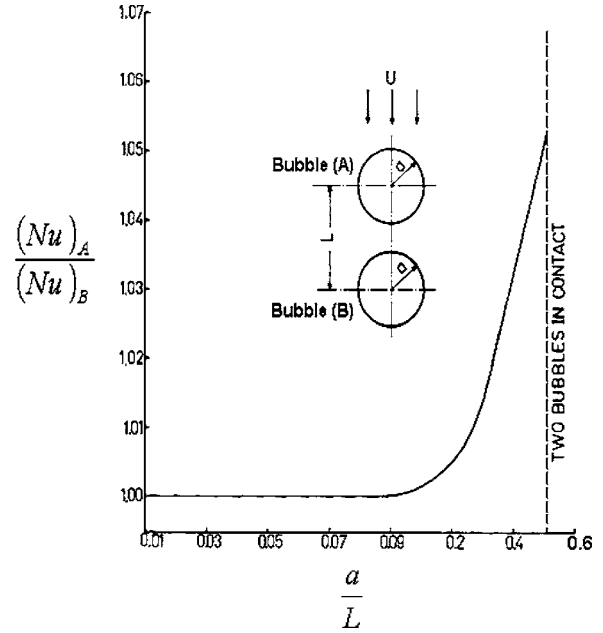 1.07
1.06
1.05
1.04
1.03
1.02
1.01
1.00
(Nu)A
(Nu)B
U
Bubble (A)
a
L
a
Bubble (B)
TWO BUBBLES IN CONTACT
0.01 0.03 0.05 0.07 0.09 0.2 0.4 0.6
a
L